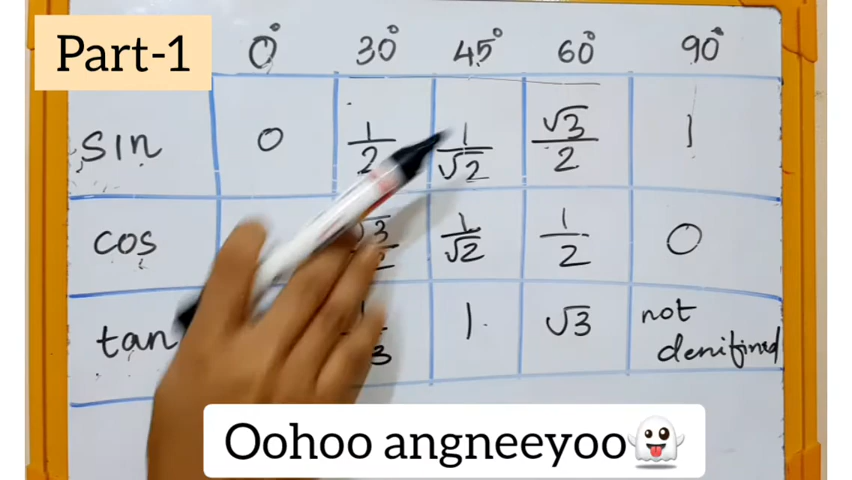 Part-1
0° 30° 45° 60° 90°
sin 0 1/2 1/√2 √3/2 1
cos 1/√2 1/2 0
tan 1 √3 not
denifined
Oohoo angneeyoo👻